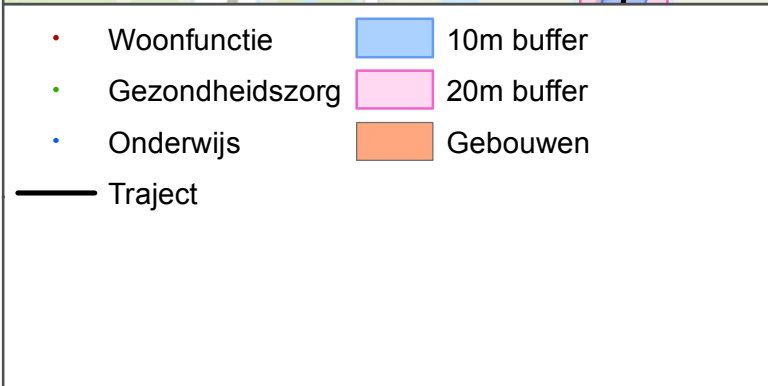 Woonfunctie 10m buffer
Gezondheidszorg 20m buffer
Onderwijs Gebouwen
Traject